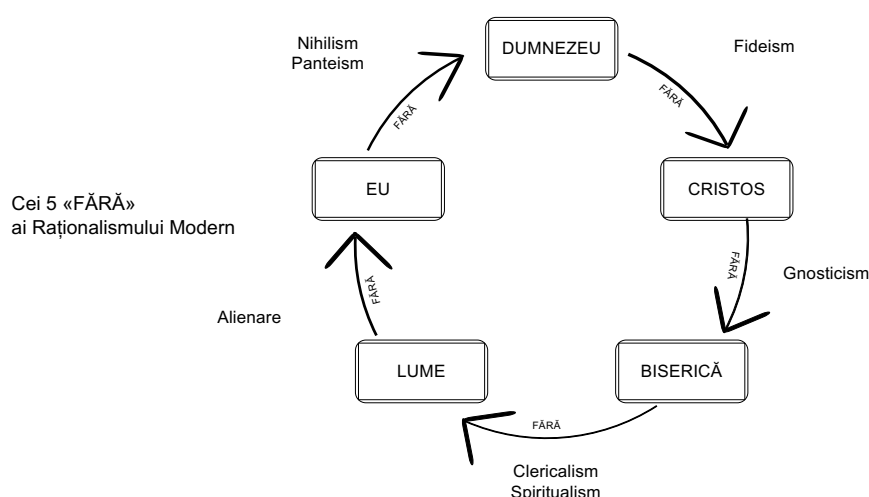 Nihilism
Panteism
DUMNEZEU
Fideism
FĂRĂ
FĂRĂ
EU
CRISTOS
Cei 5 «FĂRĂ»
ai Raționalismului Modern
FĂRĂ
Gnosticism
FĂRĂ
Alienare
LUME
BISERICĂ
FĂRĂ
Clericalism
Spiritualism